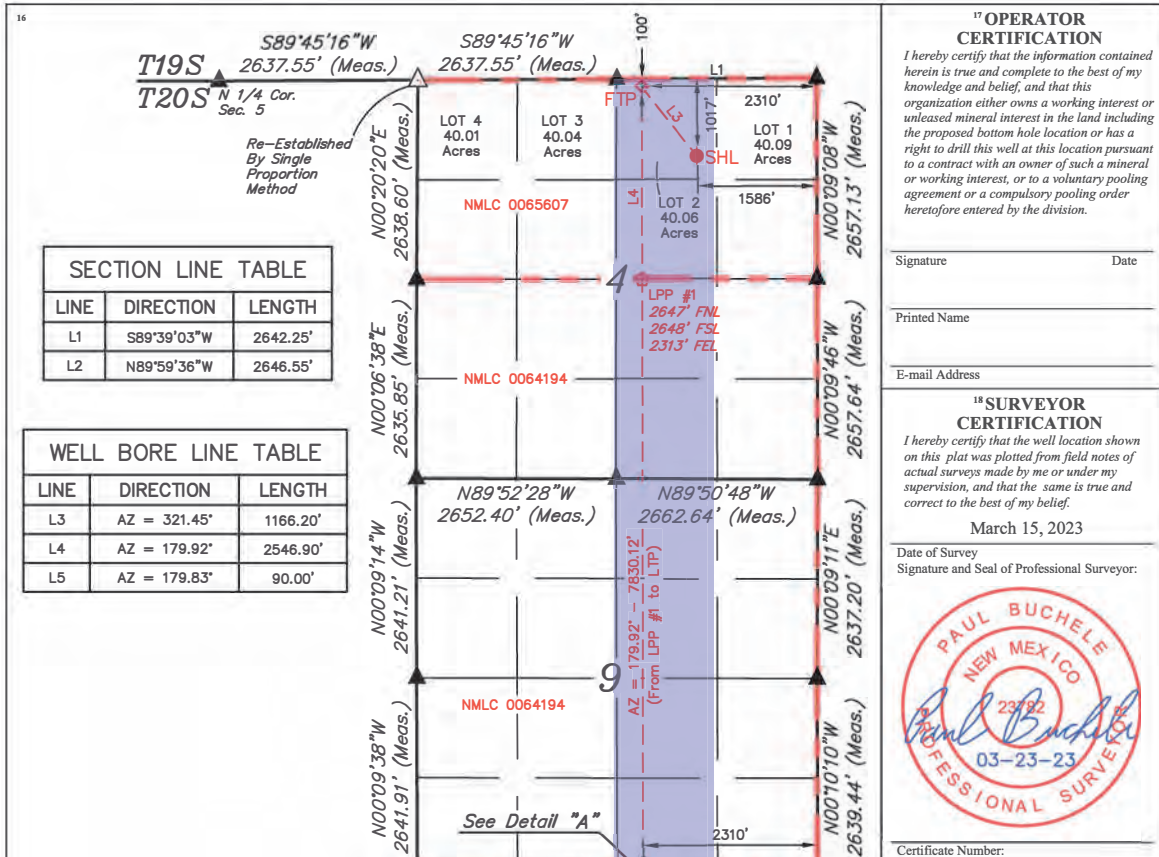 16
S89°45'16"W
2637.55' (Meas.)
S89°45'16"W
2637.55' (Meas.)
100'
L1
T19S
T20S
N 1/4 Cor.
Sec. 5
FTP
2310'
Re-Established
By Single
Proportion
Method
N00°20'20"E
2638.60' (Meas.)
LOT 4
40.01
Acres
LOT 3
40.04
Acres
L3
1017'
LOT 1
40.09
Arces
SHL
N00°09'08"W
2657.13' (Meas.)
NMLC 0065607
L4
LOT 2
40.06
Acres
1586'
SECTION LINE TABLE
LINE DIRECTION LENGTH
L1 S89°39'03"W 2642.25'
L2 N89°59'36"W 2646.55'
4
LPP #1
2647' FNL
2648' FSL
2313' FEL
N00°06'38"E
2635.85' (Meas.)
NMLC 0064194
N00°09'46"W
2657.64' (Meas.)
WELL BORE LINE TABLE
LINE DIRECTION LENGTH
L3 AZ = 321.45° 1166.20'
L4 AZ = 179.92° 2546.90'
L5 AZ = 179.83° 90.00'
N89°52'28"W
2652.40' (Meas.)
N89°50'48"W
2662.64' (Meas.)
N00°09'14"W
2641.21' (Meas.)
AZ = 179.92° - 7830.12'
(From LPP #1 to LTP)
N00°09'11"E
2637.20' (Meas.)
9
NMLC 0064194
N00°09'38"W
2641.91' (Meas.)
N00°10'10"W
2639.44' (Meas.)
See Detail "A"
2310'
17 OPERATOR
CERTIFICATION
I hereby certify that the information contained
herein is true and complete to the best of my
knowledge and belief, and that this
organization either owns a working interest or
unleased mineral interest in the land including
the proposed bottom hole location or has a
right to drill this well at this location pursuant
to a contract with an owner of such a mineral
or working interest, or to a voluntary pooling
agreement or a compulsory pooling order
heretofore entered by the division.
Signature Date
Printed Name
E-mail Address
18 SURVEYOR
CERTIFICATION
I hereby certify that the well location shown
on this plat was plotted from field notes of
actual surveys made by me or under my
supervision, and that the same is true and
correct to the best of my belief.
March 15, 2023
Date of Survey
Signature and Seal of Professional Surveyor:
PAUL BUCHELE
NEW MEXICO
23782
Paul Buchele
03-23-23
PROFESSIONAL SURVEYOR
Certificate Number: